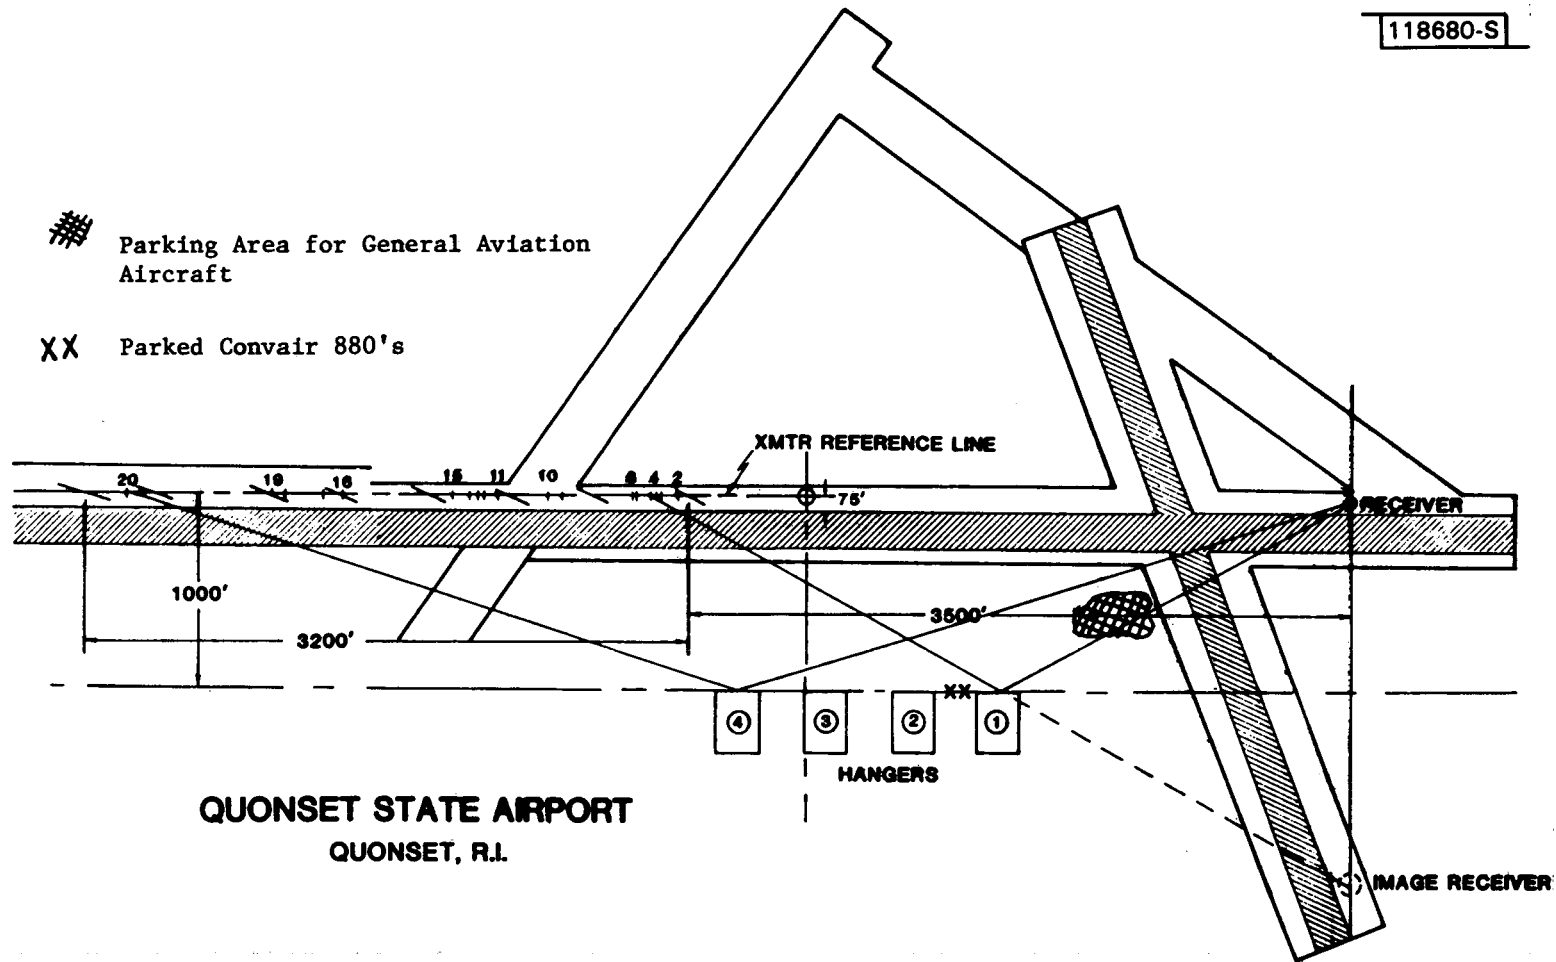 118680-S
Parking Area for General Aviation
Aircraft
XX Parked Convair 880's
XMTR REFERENCE LINE
20 19 16 15 11 10 6 4 2
75'
RECEIVER
1000'
3200'
3500'
XX
4 3 2 1
HANGERS
QUONSET STATE AIRPORT
QUONSET, R.I.
IMAGE RECEIVER